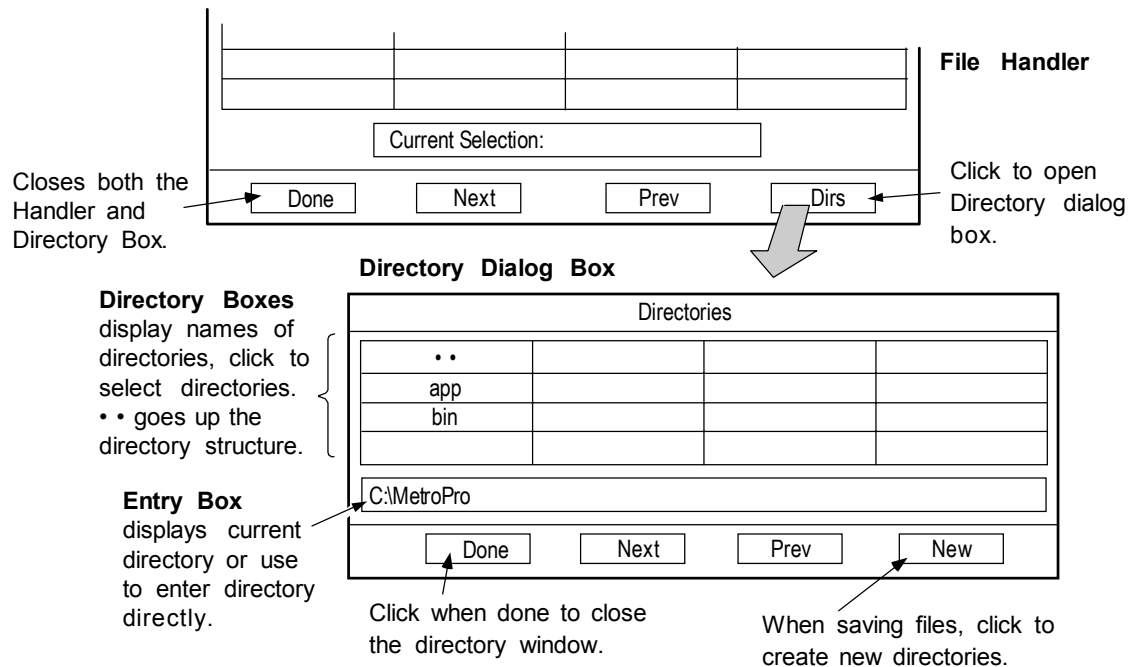 File Handler
Current Selection:
Closes both the
Handler and
Directory Box.
Done
Next
Prev
Dirs
Click to open
Directory dialog
box.
Directory Dialog Box
Directory Boxes
display names of
directories, click to
select directories.
• • goes up the
directory structure.
Directories
• •
app
bin
Entry Box
displays current
directory or use
to enter directory
directly.
C:\MetroPro
Done
Next
Prev
New
Click when done to close
the directory window.
When saving files, click to
create new directories.